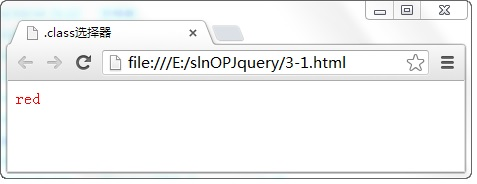 .class选择器
file:///E:/slnOPJquery/3-1.html
red